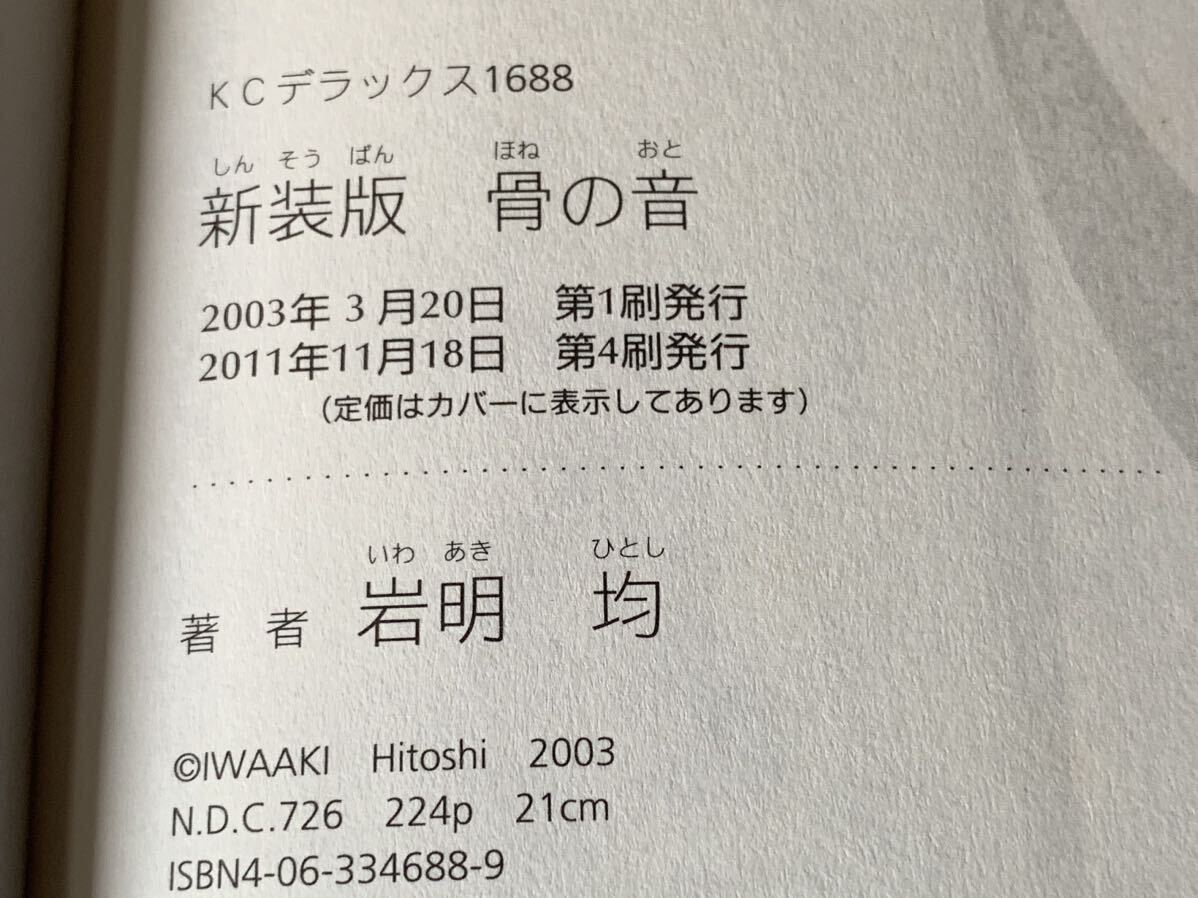 KCデラックス1688
しん そう ばん ほね おと
新装版 骨の音
2003年 3月20日 第1刷発行
2011年11月18日 第4刷発行
(定価はカバーに表示してあります)
いわ あき ひとし
著者 岩明 均
©IWAAKI Hitoshi 2003
N.D.C.726 224p 21cm
ISBN4-06-334688-9